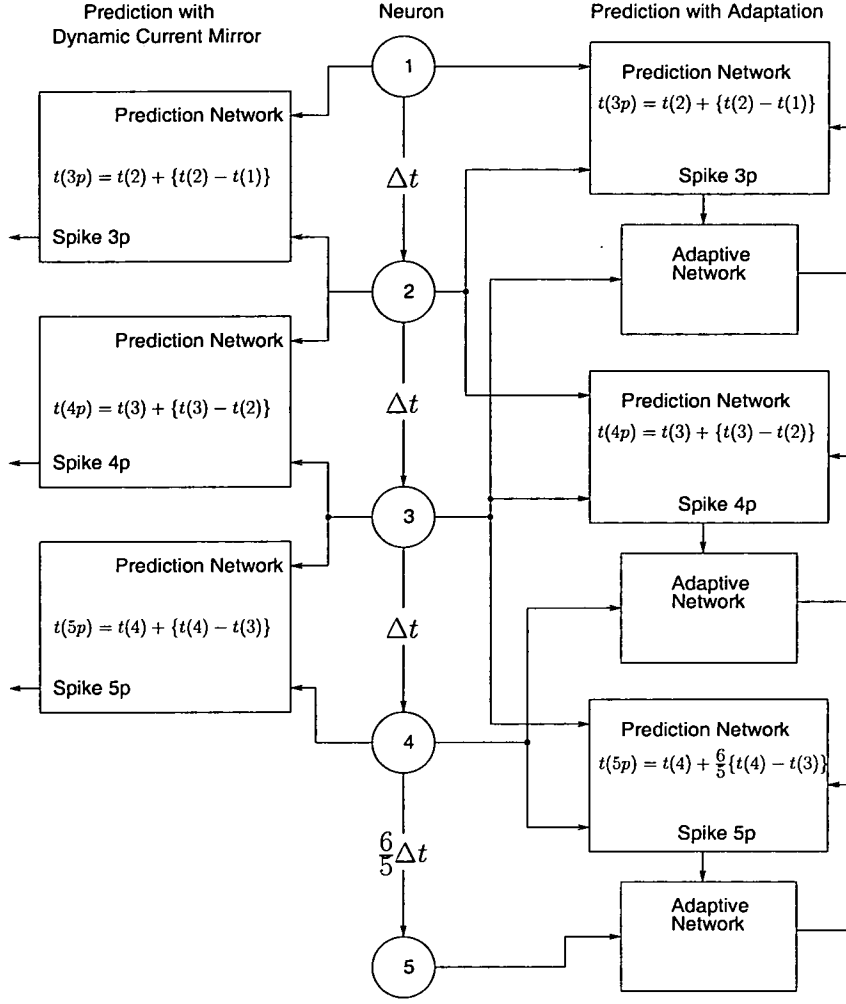 Prediction with
Dynamic Current Mirror
Neuron
Prediction with Adaptation
1
Prediction Network
t(3p) = t(2) + {t(2) − t(1)}
Spike 3p
Δt
Prediction Network
t(3p) = t(2) + {t(2) − t(1)}
Spike 3p
Adaptive
Network
2
Prediction Network
t(4p) = t(3) + {t(3) − t(2)}
Spike 4p
Δt
Prediction Network
t(4p) = t(3) + {t(3) − t(2)}
Spike 4p
3
Adaptive
Network
Prediction Network
t(5p) = t(4) + {t(4) − t(3)}
Spike 5p
Δt
4
Prediction Network
t(5p) = t(4) + 6/5{t(4) − t(3)}
Spike 5p
6/5Δt
Adaptive
Network
5